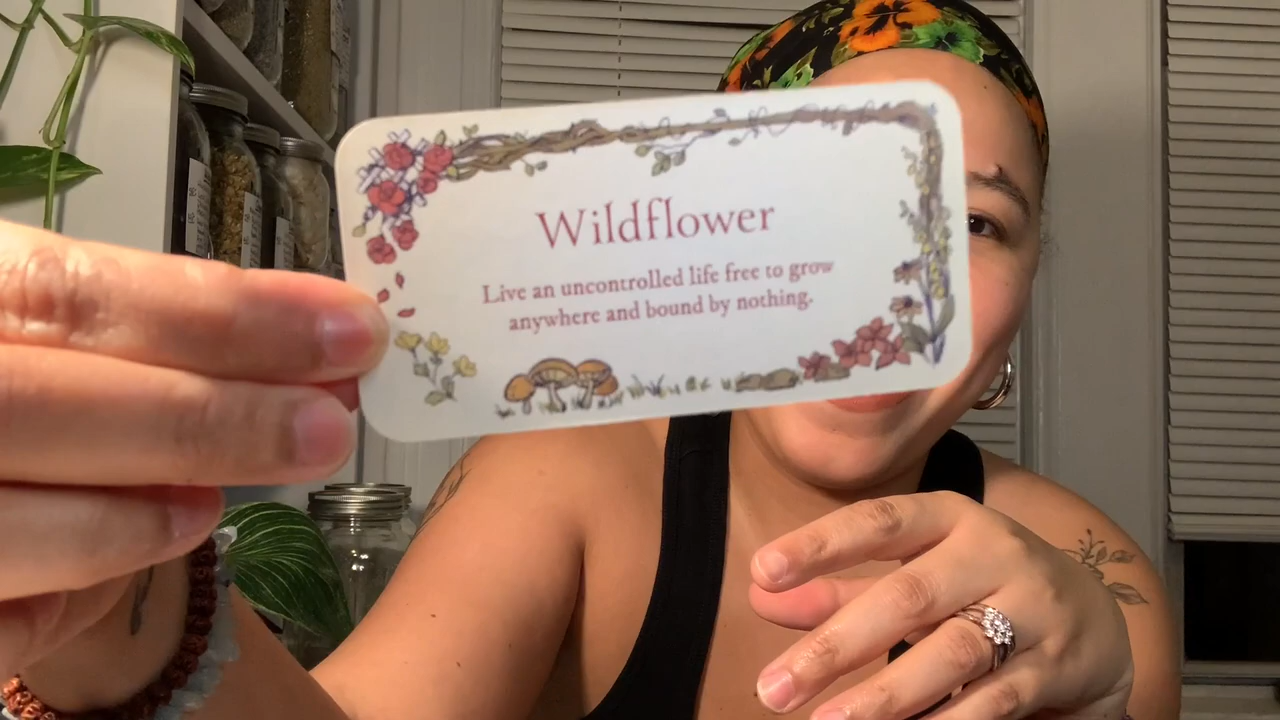 Wildflower
Live an uncontrolled life free to grow
anywhere and bound by nothing.